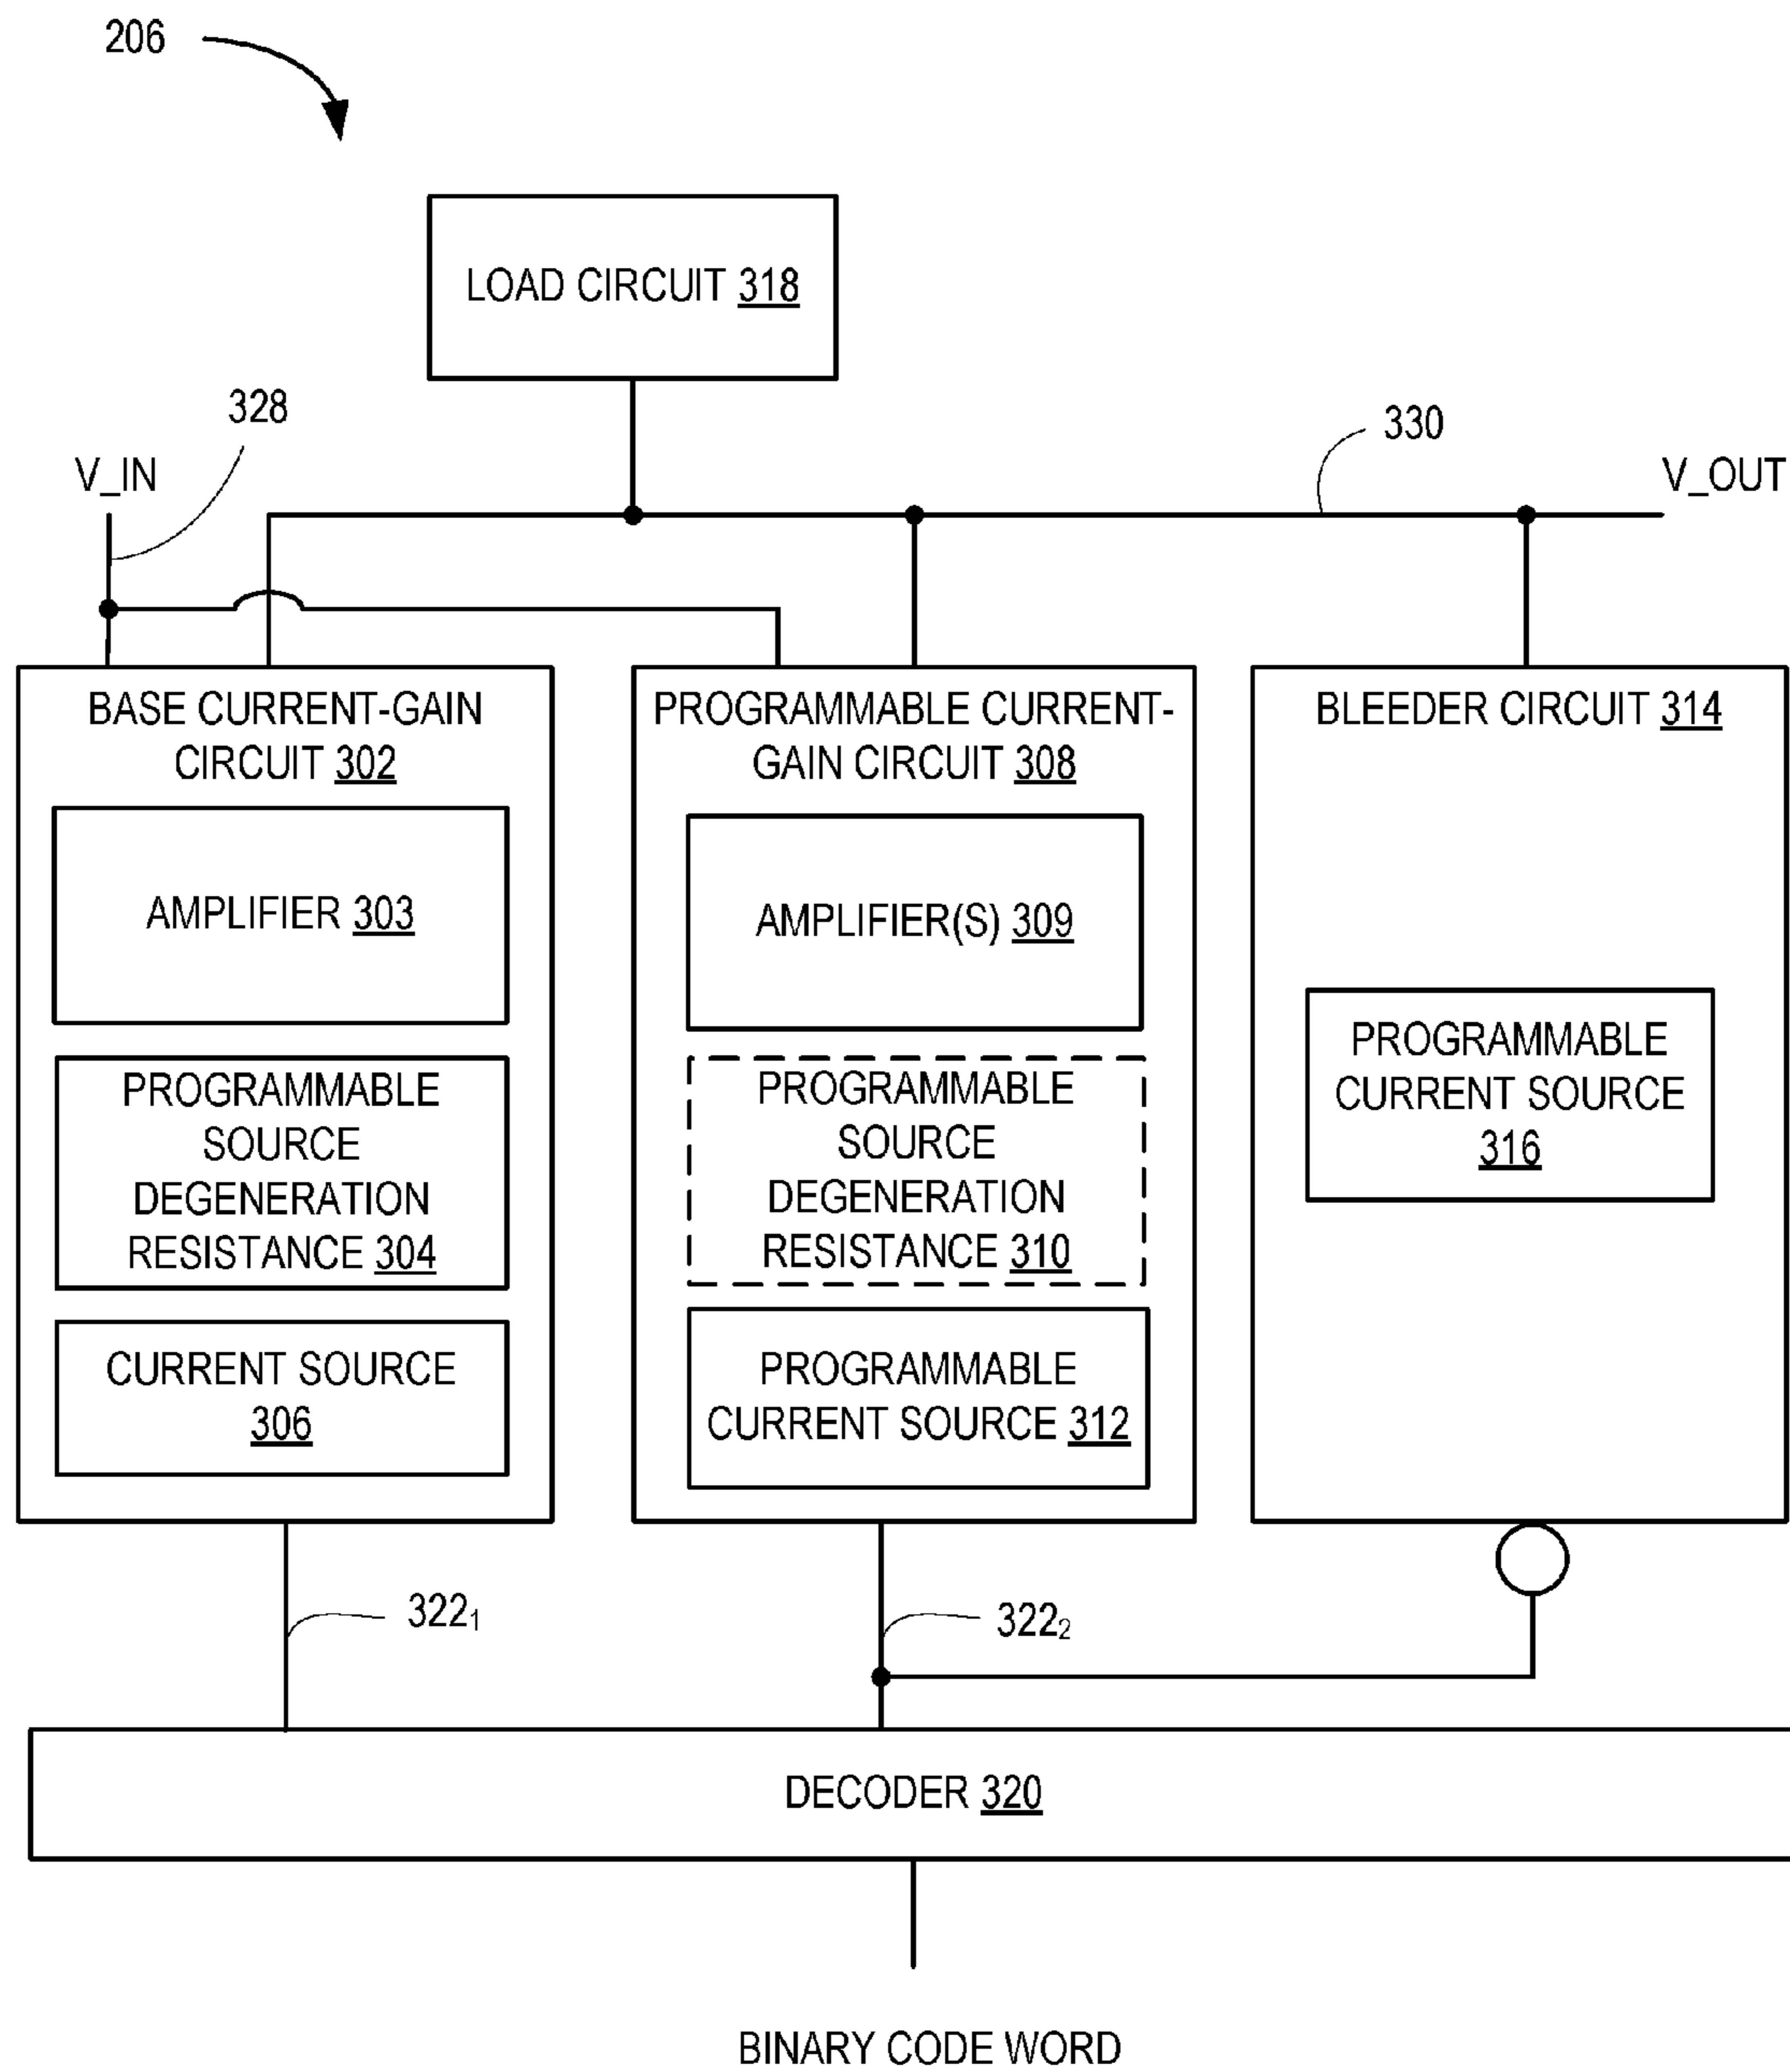 206
LOAD CIRCUIT 318
328
330
V_IN
V_OUT
BASE CURRENT-GAIN
CIRCUIT 302
AMPLIFIER 303
PROGRAMMABLE
SOURCE
DEGENERATION
RESISTANCE 304
CURRENT SOURCE
306
PROGRAMMABLE CURRENT-
GAIN CIRCUIT 308
AMPLIFIER(S) 309
PROGRAMMABLE
SOURCE
DEGENERATION
RESISTANCE 310
PROGRAMMABLE
CURRENT SOURCE 312
BLEEDER CIRCUIT 314
PROGRAMMABLE
CURRENT SOURCE
316
322₁
322₂
DECODER 320
BINARY CODE WORD